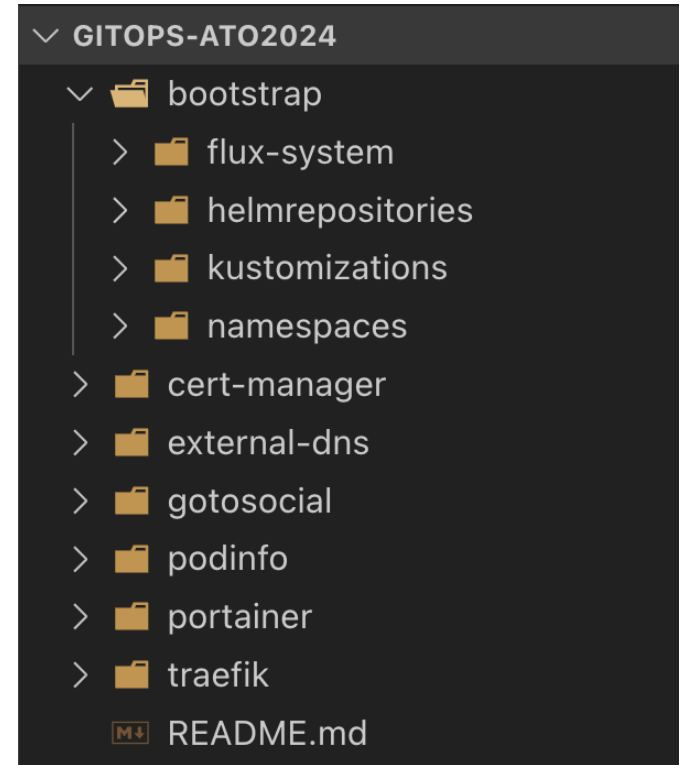 GITOPS-ATO2024
bootstrap
flux-system
helmrepositories
kustomizations
namespaces
cert-manager
external-dns
gotosocial
podinfo
portainer
traefik
M↓ README.md